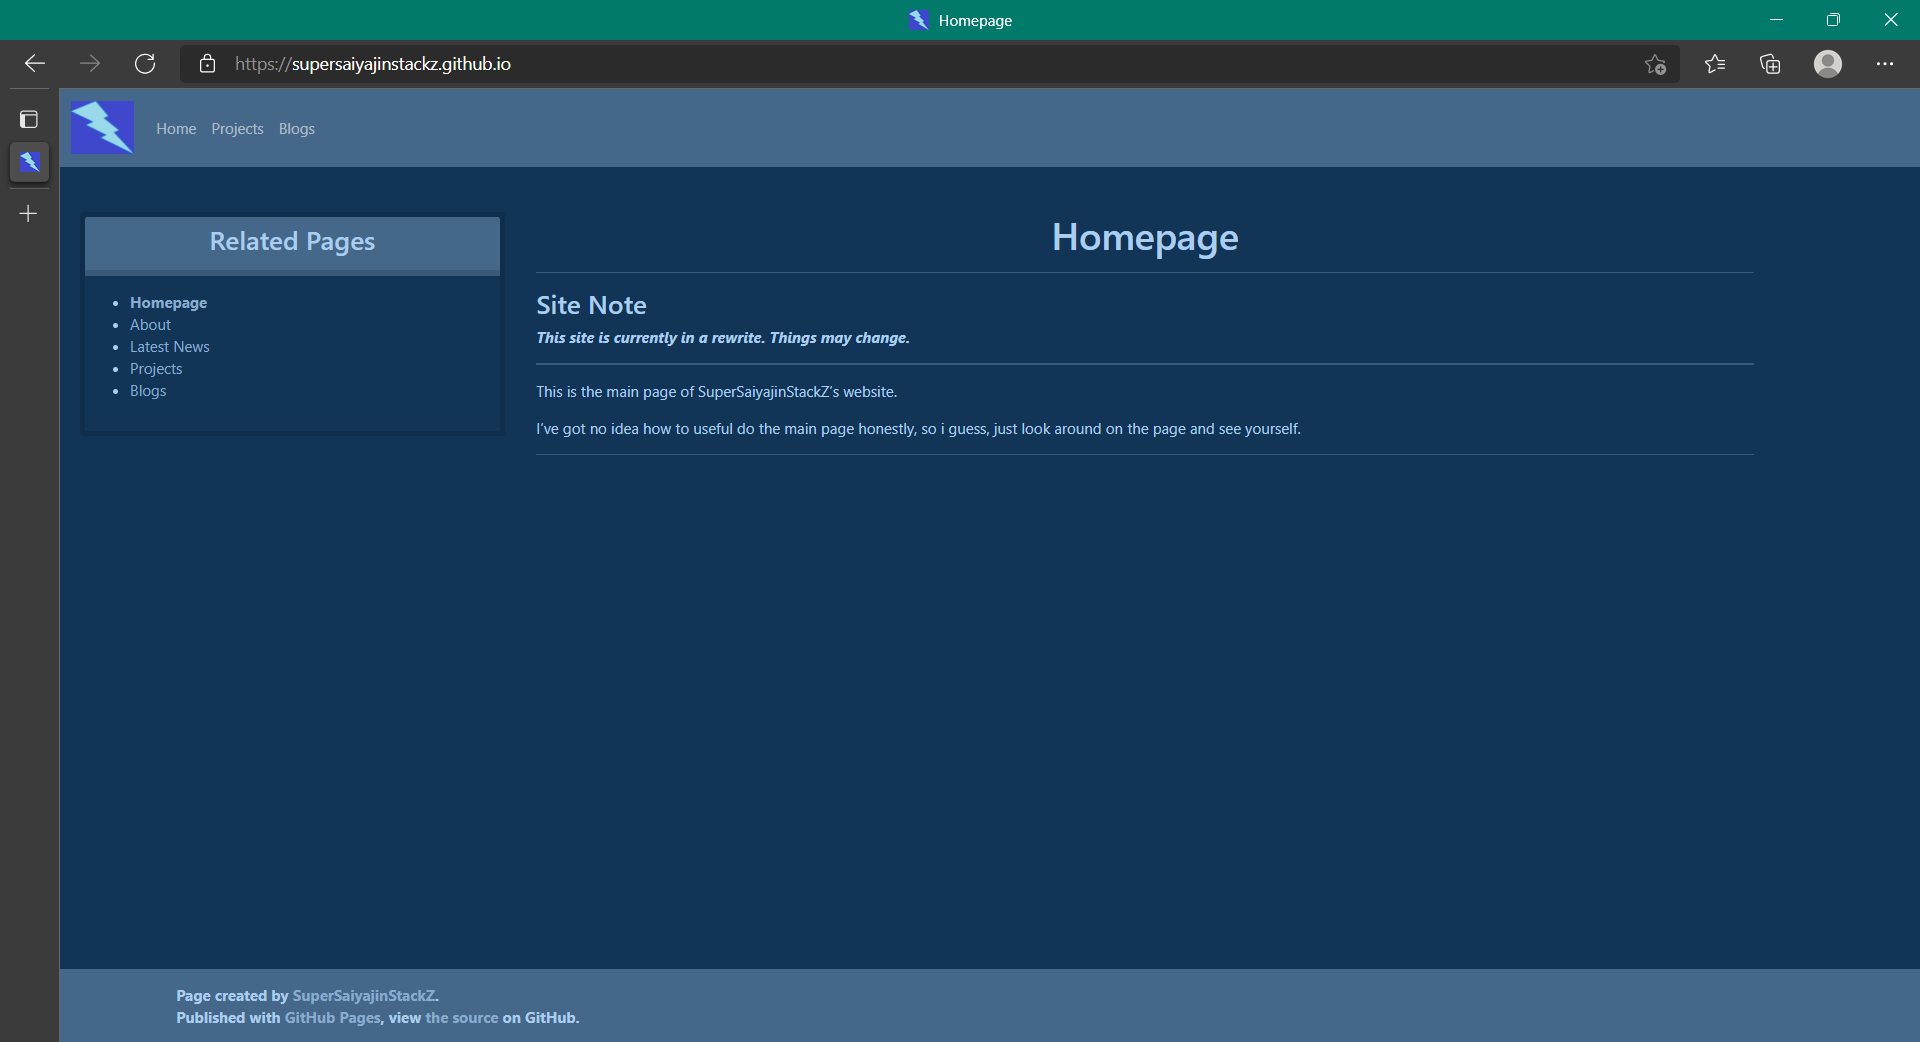 Homepage
https://supersaiyajinstackz.github.io
Home Projects Blogs
Related Pages
Homepage
About
Latest News
Projects
Blogs
Homepage
Site Note
This site is currently in a rewrite. Things may change.
This is the main page of SuperSaiyajinStackZ's website.
I've got no idea how to useful do the main page honestly, so i guess, just look around on the page and see yourself.
Page created by SuperSaiyajinStackZ.
Published with GitHub Pages, view the source on GitHub.